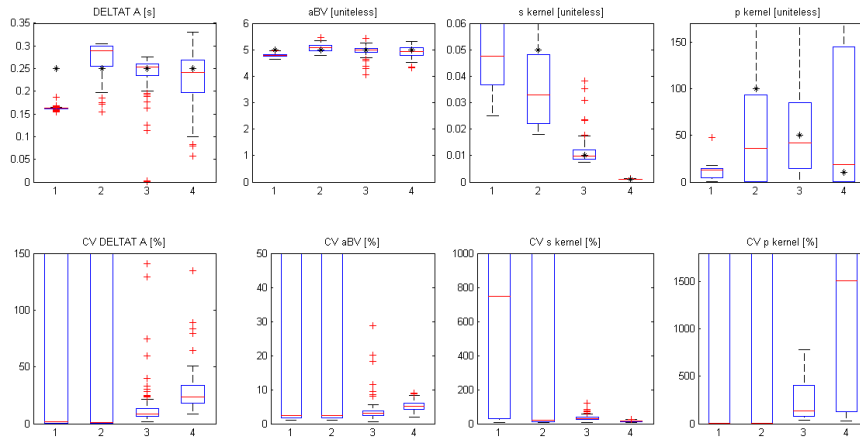 DELTAT A [s]
aBV [uniteless]
s kernel [uniteless]
p kernel [uniteless]
0.35
0.3
0.25
0.2
0.15
0.1
0.05
0
1 2 3 4
6
5
4
3
2
1
0
1 2 3 4
0.06
0.05
0.04
0.03
0.02
0.01
0
1 2 3 4
150
100
50
0
1 2 3 4
CV DELTAT A [%]
CV aBV [%]
CV s kernel [%]
CV p kernel [%]
150
100
50
0
1 2 3 4
50
40
30
20
10
0
1 2 3 4
1000
800
600
400
200
0
1 2 3 4
1500
1000
500
0
1 2 3 4